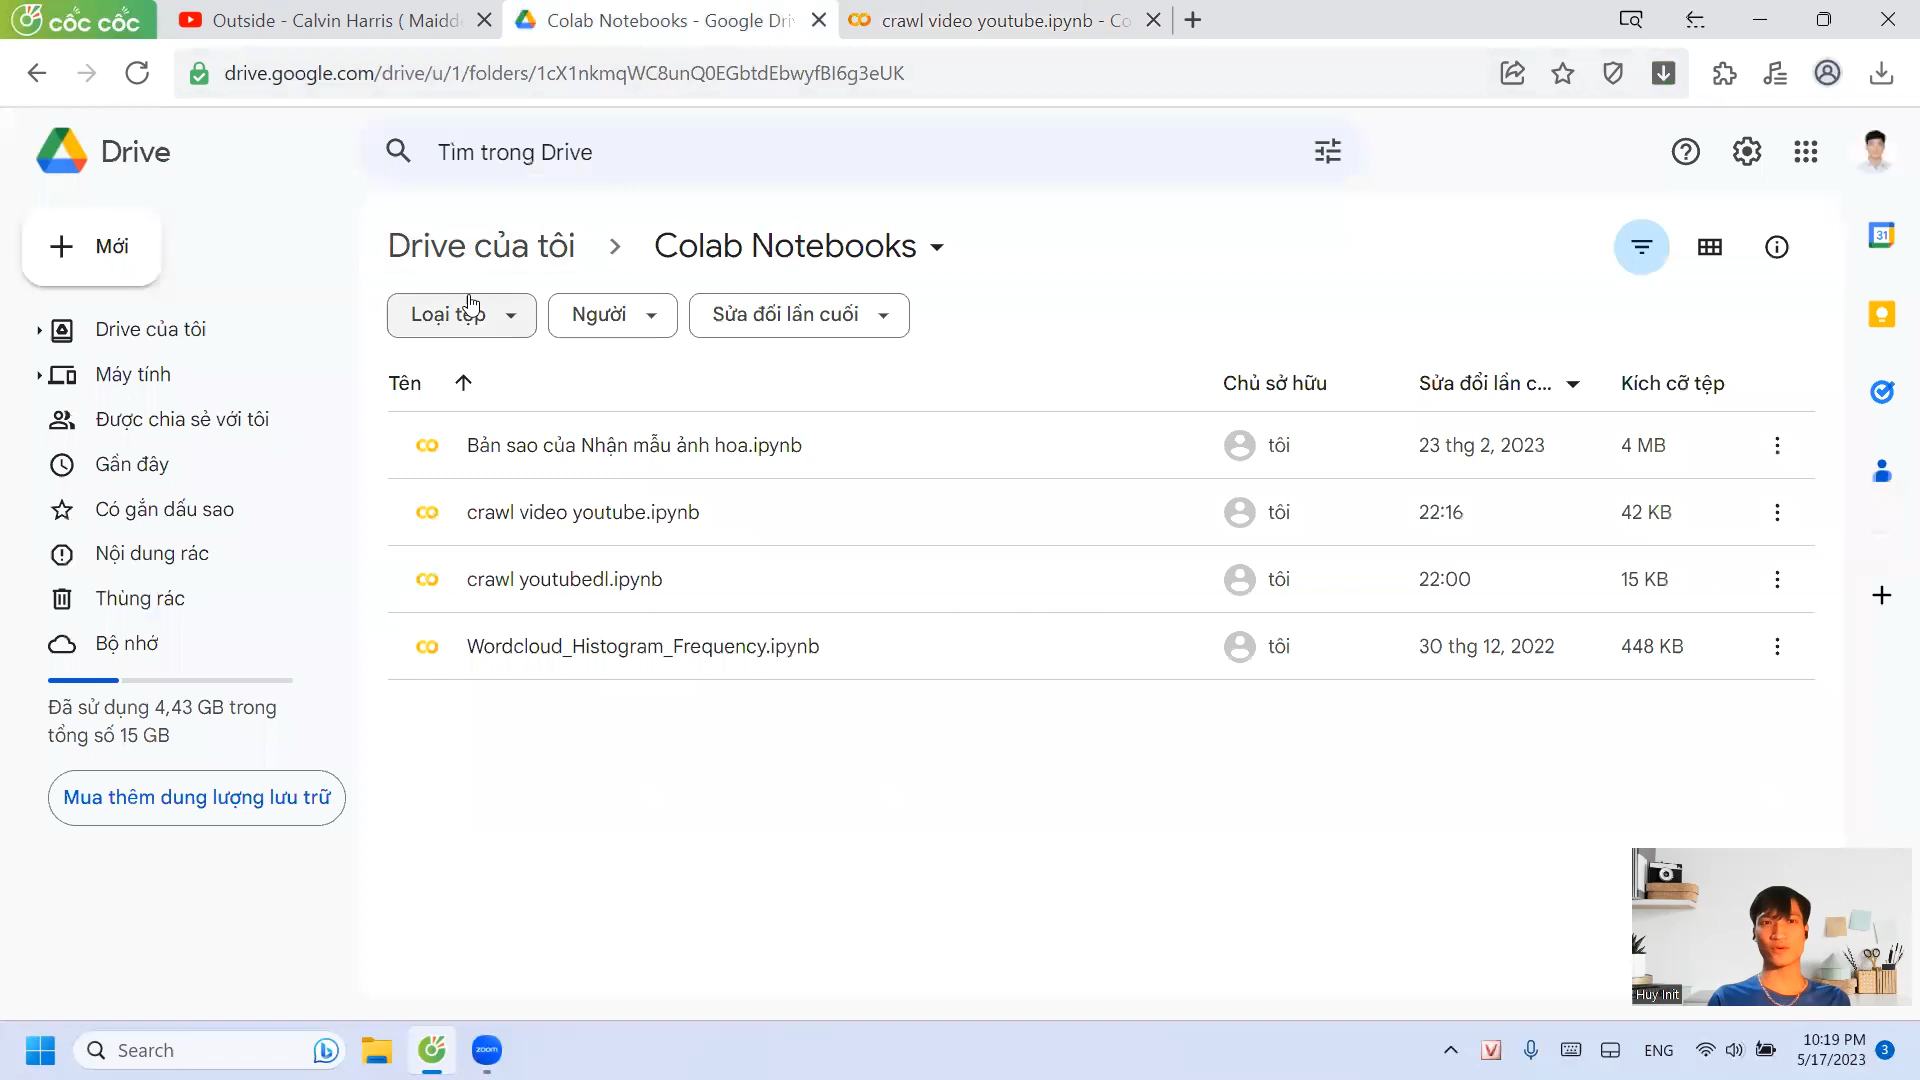 cốc cốc
Outside - Calvin Harris ( Maidde
Colab Notebooks - Google Dri
crawl video youtube.ipynb - Co
drive.google.com/drive/u/1/folders/1cX1nkmqWC8unQ0EGbtdEbwyfBI6g3eUK
Drive
Tìm trong Drive
Mới
Drive của tôi
Colab Notebooks
31
Loại tệp
Người
Sửa đổi lần cuối
Drive của tôi
Máy tính
Được chia sẻ với tôi
Gần đây
Có gắn dấu sao
Nội dung rác
Thùng rác
Bộ nhớ
Đã sử dụng 4,43 GB trong
tổng số 15 GB
Mua thêm dung lượng lưu trữ
Tên
Chủ sở hữu
Sửa đổi lần c...
Kích cỡ tệp
Bản sao của Nhận mẫu ảnh hoa.ipynb
tôi
23 thg 2, 2023
4 MB
crawl video youtube.ipynb
tôi
22:16
42 KB
crawl youtubedl.ipynb
tôi
22:00
15 KB
Wordcloud_Histogram_Frequency.ipynb
tôi
30 thg 12, 2022
448 KB
Huy Init
Search
zoom
V
ENG
10:19 PM
5/17/2023
3